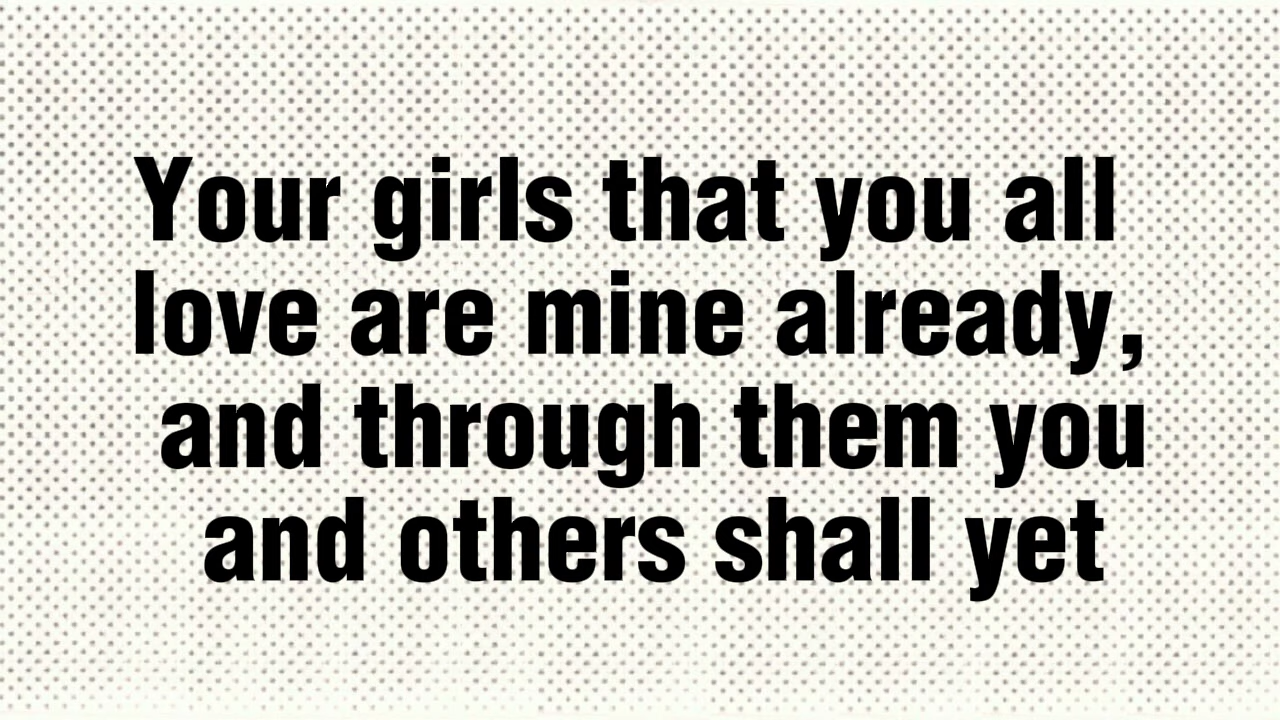 Your girls that you all
love are mine already,
and through them you
and others shall yet